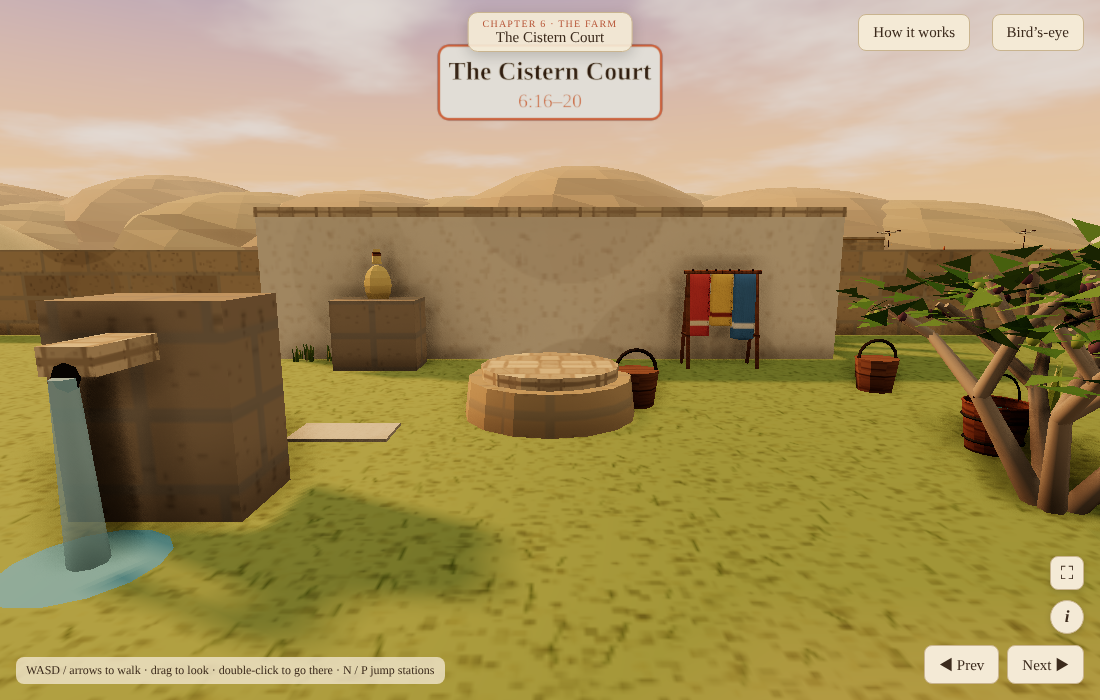 CHAPTER 6 · THE FARM
The Cistern Court
The Cistern Court
6:16–20
How it works
Bird’s-eye
i
WASD / arrows to walk · drag to look · double-click to go there · N / P jump stations
◀ Prev
Next ▶